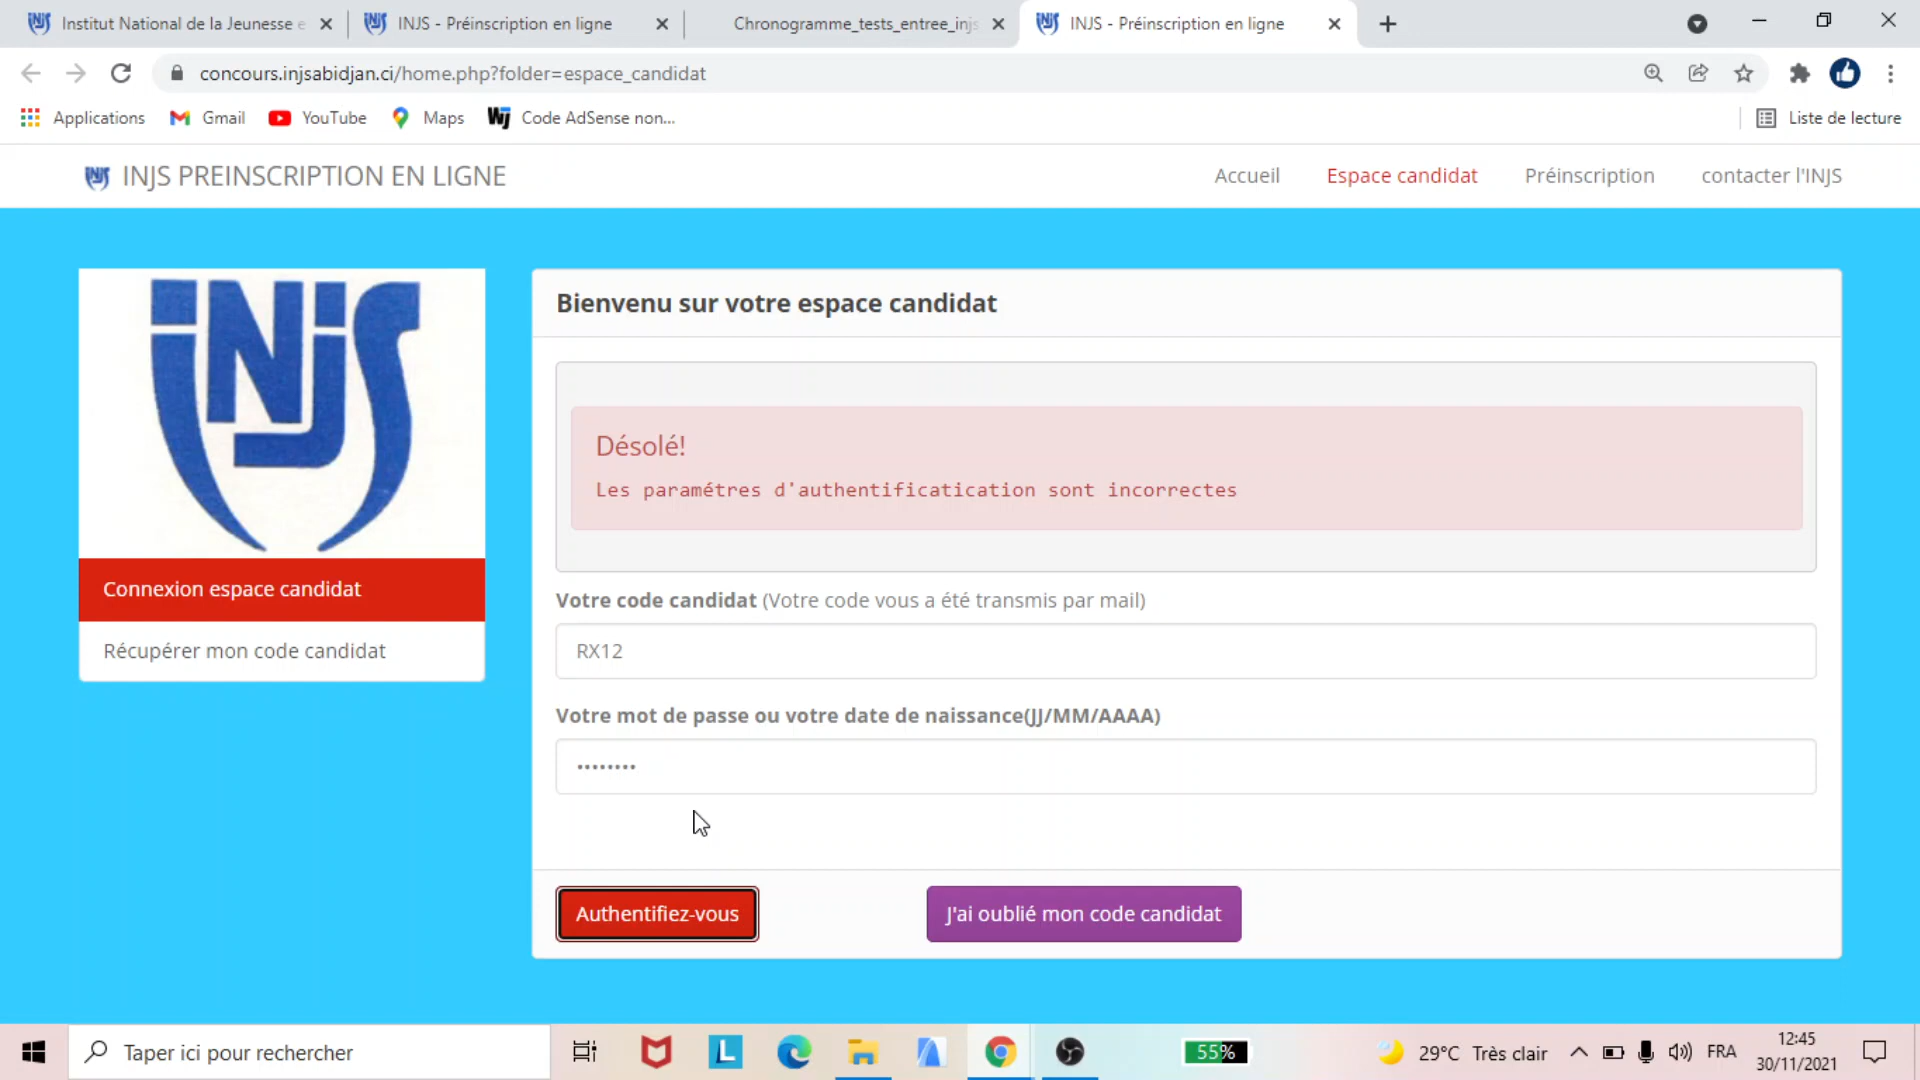 Institut National de la Jeunesse e
INJS - Préinscription en ligne
Chronogramme_tests_entree_injs
INJS - Préinscription en ligne
concours.injsabidjan.ci/home.php?folder=espace_candidat
Applications
Gmail
YouTube
Maps
Code AdSense non...
Liste de lecture
INJS PREINSCRIPTION EN LIGNE
Accueil
Espace candidat
Préinscription
contacter l'INJS
INJS
Connexion espace candidat
Récupérer mon code candidat
Bienvenu sur votre espace candidat
Désolé!
Les paramétres d'authentificatication sont incorrectes
Votre code candidat (Votre code vous a été transmis par mail)
RX12
Votre mot de passe ou votre date de naissance(JJ/MM/AAAA)
••••••••
Authentifiez-vous
J'ai oublié mon code candidat
Taper ici pour rechercher
55%
29°C Très clair
FRA
12:45
30/11/2021